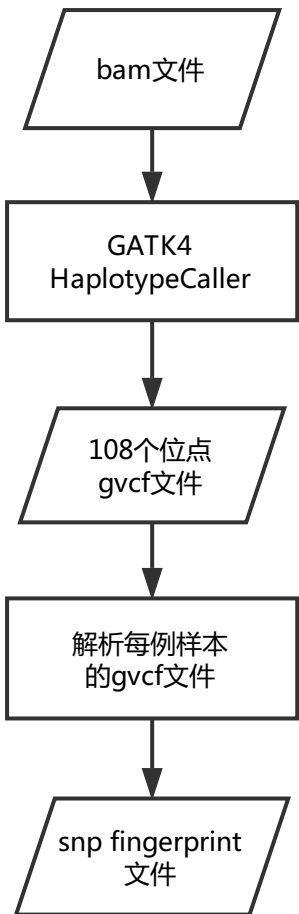 bam文件
GATK4
HaplotypeCaller
108个位点
gvcf文件
解析每例样本
的gvcf文件
snp fingerprint
文件